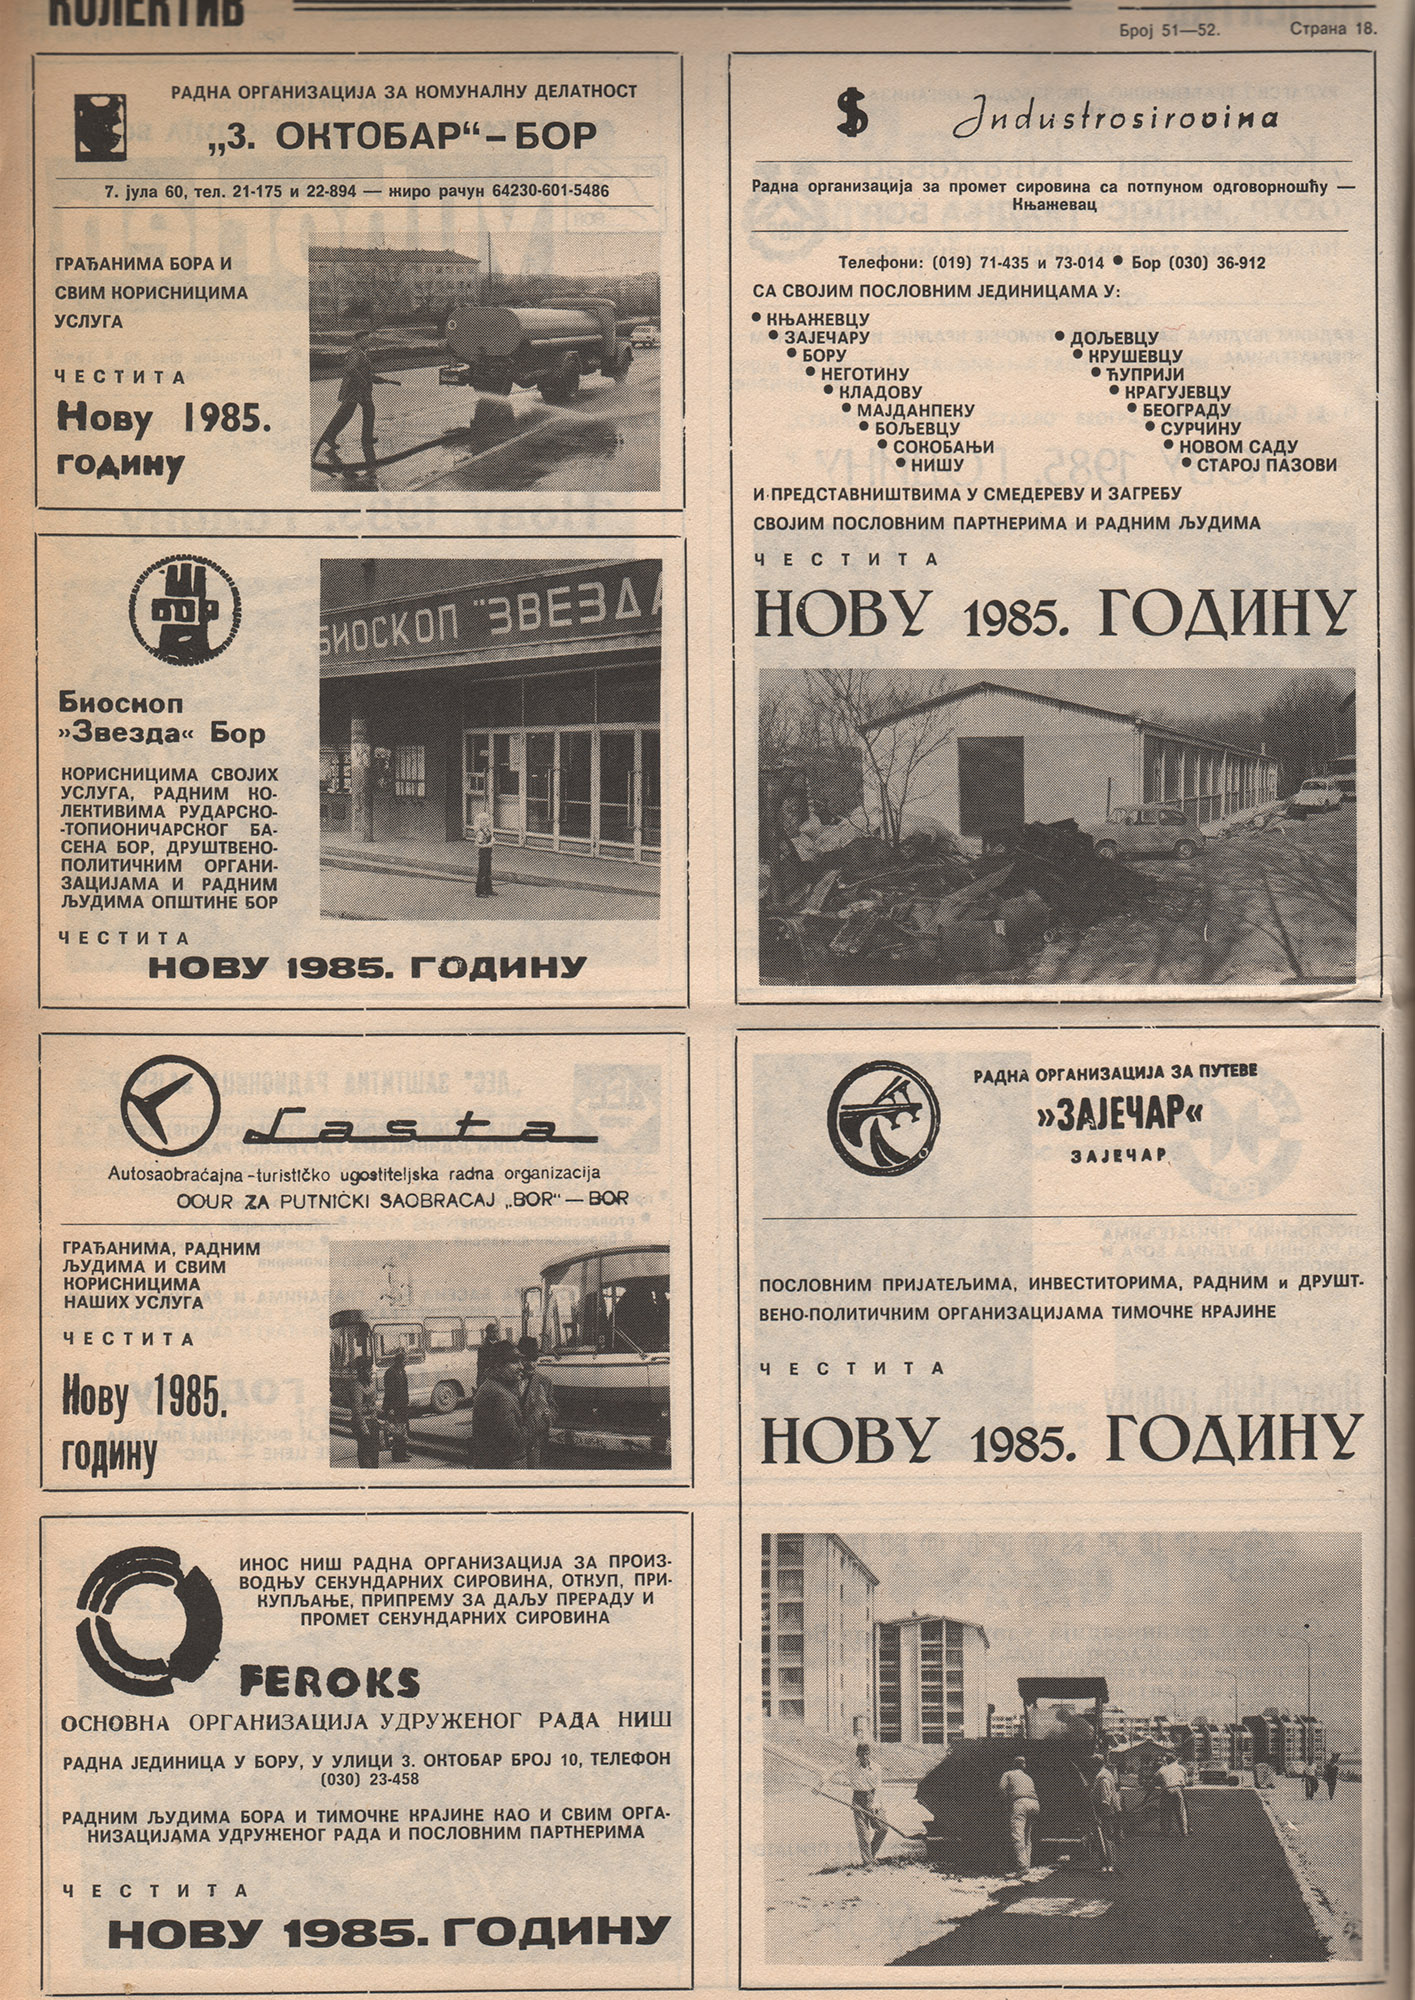 КОЛЕКТИВ
Број 51—52.
Страна 18.
РАДНА ОРГАНИЗАЦИЈА ЗА КОМУНАЛНУ ДЕЛАТНОСТ
„3. ОКТОБАР“ – БОР
7. јула 60, тел. 21-175 и 22-894 — жиро рачун 64230-601-5486
ГРАЂАНИМА БОРА И
СВИМ КОРИСНИЦИМА
УСЛУГА
ЧЕСТИТА
Нову 1985.
годину
БОР
Биоскоп
»Звезда« Бор
КОРИСНИЦИМА СВОЈИХ
УСЛУГА, РАДНИМ КО-
ЛЕКТИВИМА РУДАРСКО-
-ТОПИОНИЧАРСКОГ БА-
СЕНА БОР, ДРУШТВЕНО-
ПОЛИТИЧКИМ ОРГАНИ-
ЗАЦИЈАМА И РАДНИМ
ЉУДИМА ОПШТИНЕ БОР
ЧЕСТИТА
НОВУ 1985. ГОДИНУ
БИОСКОП "ЗВЕЗДА
Lasta
Autosaobraćajna-turističko ugostiteljska radna organizacija
OOUR ZA PUTNIČKI SAOBRACAJ „BOR“ — BOR
ГРАЂАНИМА, РАДНИМ
ЉУДИМА И СВИМ
КОРИСНИЦИМА
НАШИХ УСЛУГА
ЧЕСТИТА
Нову 1985.
годину
ИНОС НИШ РАДНА ОРГАНИЗАЦИЈА ЗА ПРОИЗ-
ВОДЊУ СЕКУНДАРНИХ СИРОВИНА, ОТКУП, ПРИ-
КУПЉАЊЕ, ПРИПРЕМУ ЗА ДАЉУ ПРЕРАДУ И
ПРОМЕТ СЕКУНДАРНИХ СИРОВИНА
FEROKS
ОСНОВНА ОРГАНИЗАЦИЈА УДРУЖЕНОГ РАДА НИШ
РАДНА ЈЕДИНИЦА У БОРУ, У УЛИЦИ 3. ОКТОБАР БРОЈ 10, ТЕЛЕФОН
(030) 23-458
РАДНИМ ЉУДИМА БОРА И ТИМОЧКЕ КРАЈИНЕ КАО И СВИМ ОРГА-
НИЗАЦИЈАМА УДРУЖЕНОГ РАДА И ПОСЛОВНИМ ПАРТНЕРИМА
ЧЕСТИТА
НОВУ 1985. ГОДИНУ
Industrosirovina
Радна организација за промет сировина са потпуном одговорношћу —
Књажевац
Телефони: (019) 71-435 и 73-014 ● Бор (030) 36-912
СА СВОЈИМ ПОСЛОВНИМ ЈЕДИНИЦАМА У:
● КЊАЖЕВЦУ
● ЗАЈЕЧАРУ
● БОРУ
● НЕГОТИНУ
● КЛАДОВУ
● МАЈДАНПЕКУ
● БОЉЕВЦУ
● СОКОБАЊИ
● НИШУ
● ДОЉЕВЦУ
● КРУШЕВЦУ
● ЋУПРИЈИ
● КРАГУЈЕВЦУ
● БЕОГРАДУ
● СУРЧИНУ
● НОВОМ САДУ
● СТАРОЈ ПАЗОВИ
И ПРЕДСТАВНИШТВИМА У СМЕДЕРЕВУ И ЗАГРЕБУ
СВОЈИМ ПОСЛОВНИМ ПАРТНЕРИМА И РАДНИМ ЉУДИМА
ЧЕСТИТА
НОВУ 1985. ГОДИНУ
РАДНА ОРГАНИЗАЦИЈА ЗА ПУТЕВЕ
»ЗАЈЕЧАР«
ЗАЈЕЧАР
ПОСЛОВНИМ ПРИЈАТЕЉИМА, ИНВЕСТИТОРИМА, РАДНИМ и ДРУШТ-
ВЕНО-ПОЛИТИЧКИМ ОРГАНИЗАЦИЈАМА ТИМОЧКЕ КРАЈИНЕ
ЧЕСТИТА
НОВУ 1985. ГОДИНУ